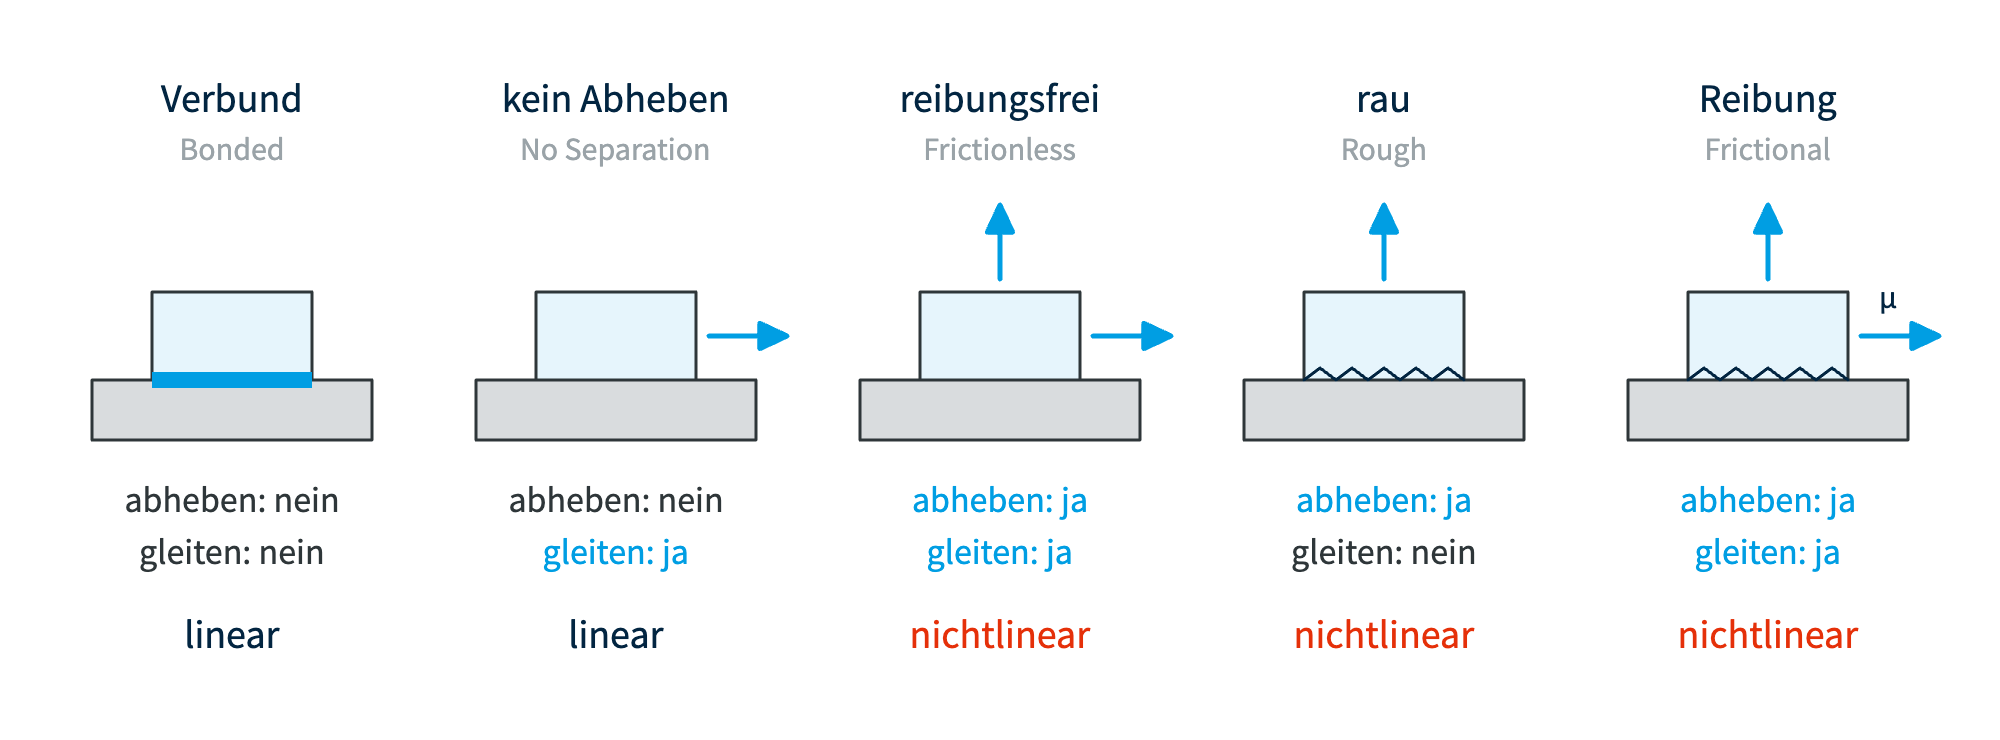 Verbund
Bonded
abheben: nein
gleiten: nein
linear
kein Abheben
No Separation
abheben: nein
gleiten: ja
linear
reibungsfrei
Frictionless
abheben: ja
gleiten: ja
nichtlinear
rau
Rough
abheben: ja
gleiten: nein
nichtlinear
Reibung
Frictional
µ
abheben: ja
gleiten: ja
nichtlinear